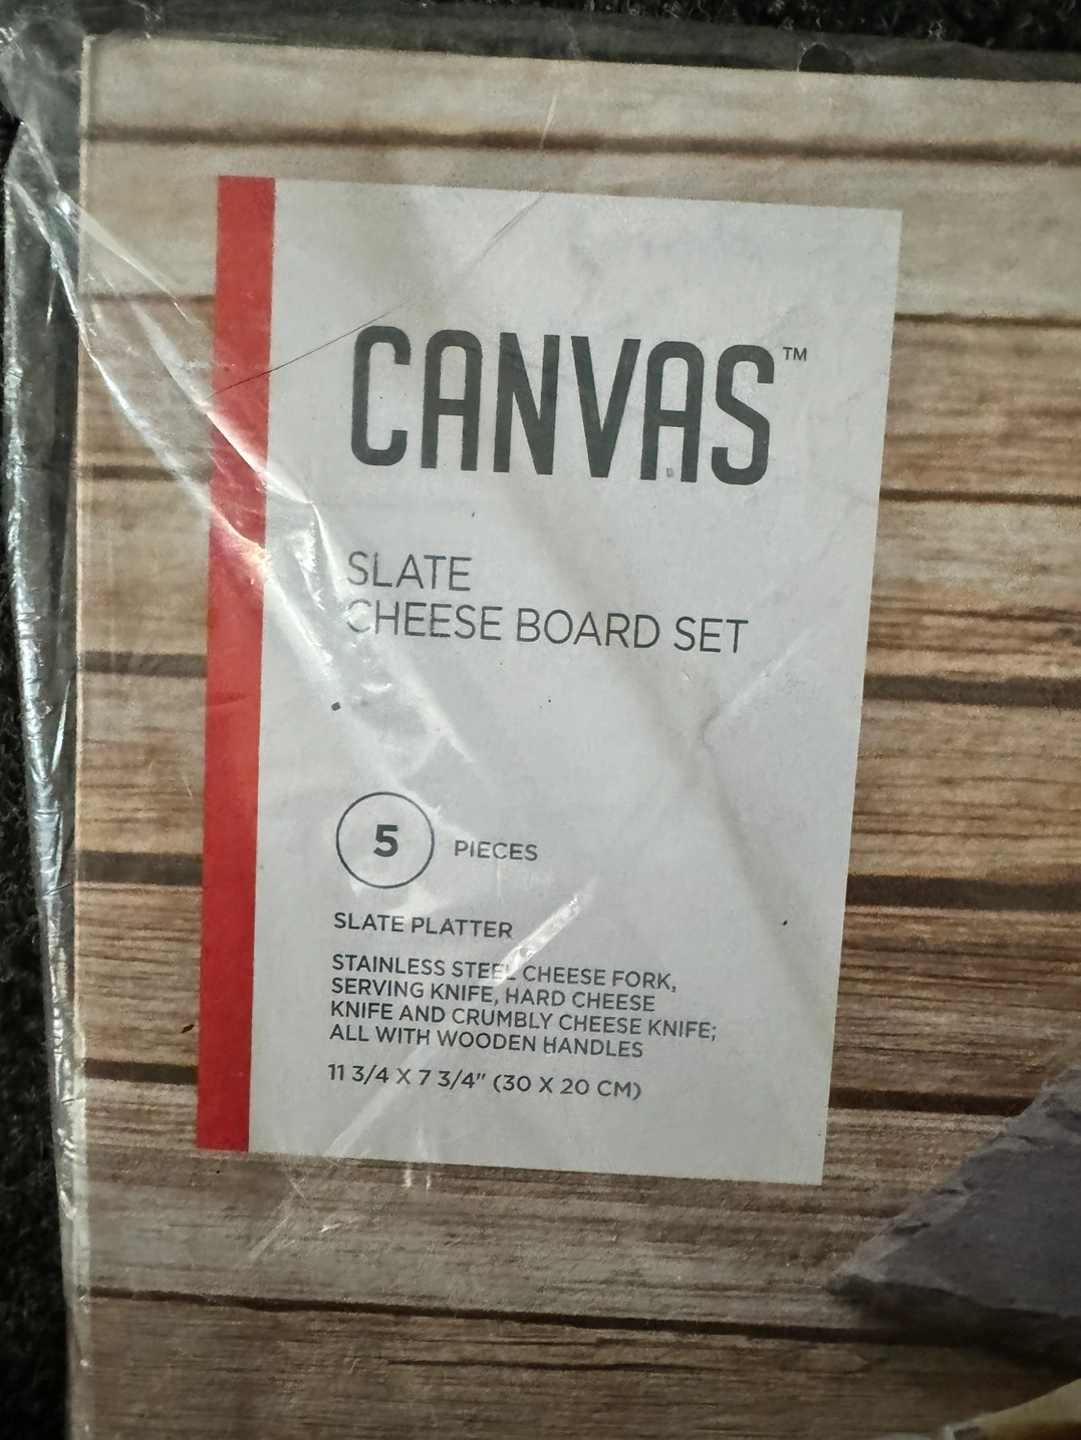 CANVAS™
SLATE
CHEESE BOARD SET
5 PIECES
SLATE PLATTER
STAINLESS STEEL CHEESE FORK,
SERVING KNIFE, HARD CHEESE
KNIFE AND CRUMBLY CHEESE KNIFE;
ALL WITH WOODEN HANDLES
11 3/4 X 7 3/4" (30 X 20 CM)